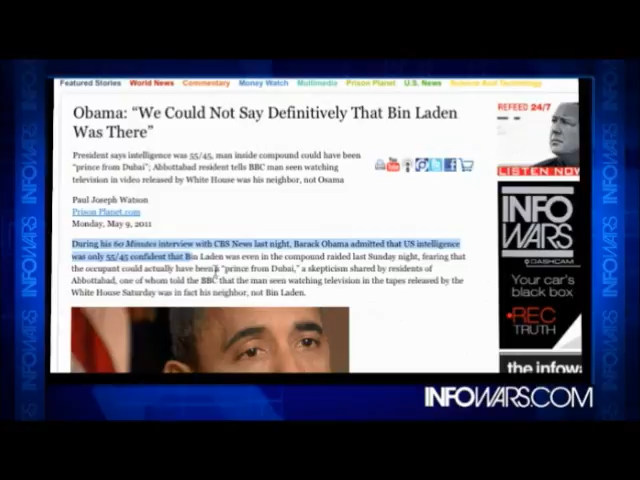 Featured Stories World News Commentary Money Watch Multimedia Prison Planet U.S. News Science And Technology
Obama: “We Could Not Say Definitively That Bin Laden
Was There”
President says intelligence was 55/45, man inside compound could have been
“prince from Dubai”; Abbottabad resident tells BBC man seen watching
television in video released by White House was his neighbor, not Osama
Paul Joseph Watson
Prison Planet.com
Monday, May 9, 2011
During his 60 Minutes interview with CBS News last night, Barack Obama admitted that US intelligence
was only 55/45 confident that Bin Laden was even in the compound raided last Sunday night, fearing that
the occupant could actually have been a “prince from Dubai,” a skepticism shared by residents of
Abbottabad, one of whom told the BBC that the man seen watching television in the tapes released by the
White House Saturday was in fact his neighbor, not Bin Laden.
REFEED 24/7
LISTEN NOW
INFO
WARS
DASHCAM
Your car's
black box
REC
TRUTH
the infowa
INFOWARS.COM
INFOWARS
INFOWARS